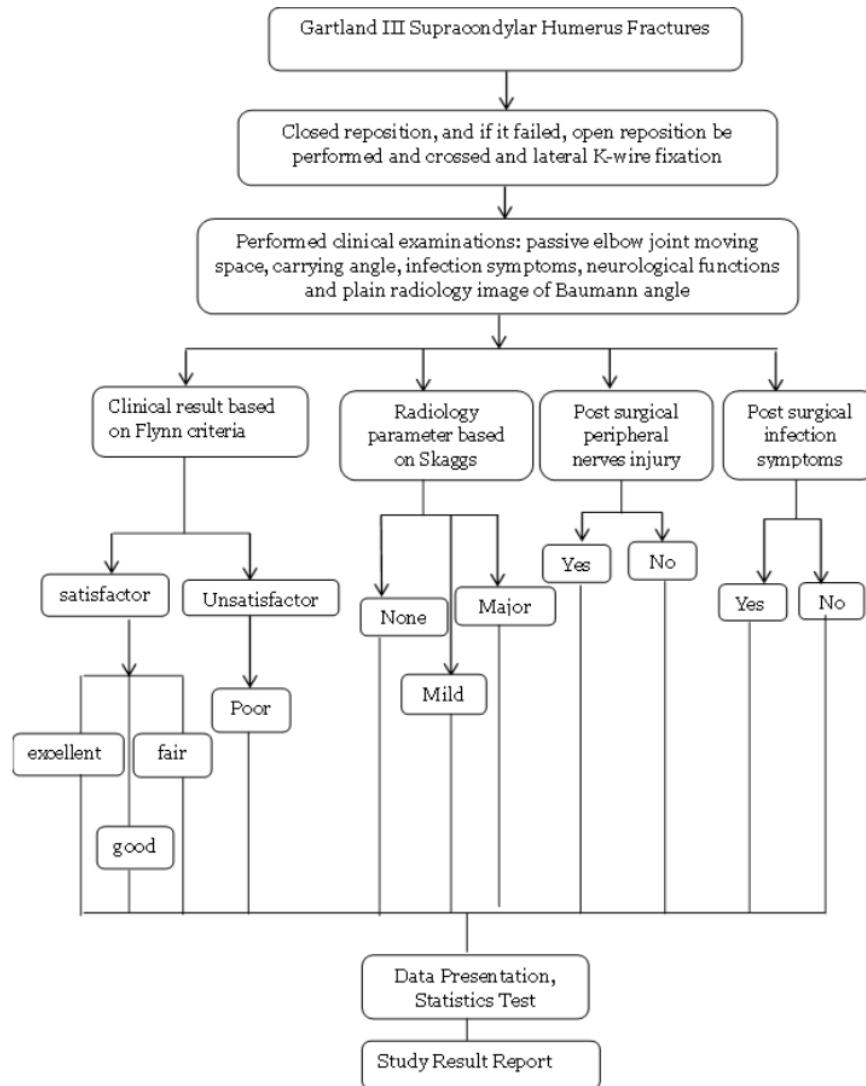 Gartland III Supracondylar Humerus Fractures
Closed reposition, and if it failed, open reposition be
performed and crossed and lateral K-wire fixation
Performed clinical examinations: passive elbow joint moving
space, carrying angle, infection symptoms, neurological functions
and plain radiology image of Baumann angle
Clinical result based
on Flynn criteria
Radiology
parameter based
on Skaggs
Post surgical
peripheral
nerves injury
Post surgical
infection
symptoms
satisfactor
Unsatisfactor
None
Major
Mild
Yes
No
Yes
No
Poor
excellent
fair
good
Data Presentation,
Statistics Test
Study Result Report